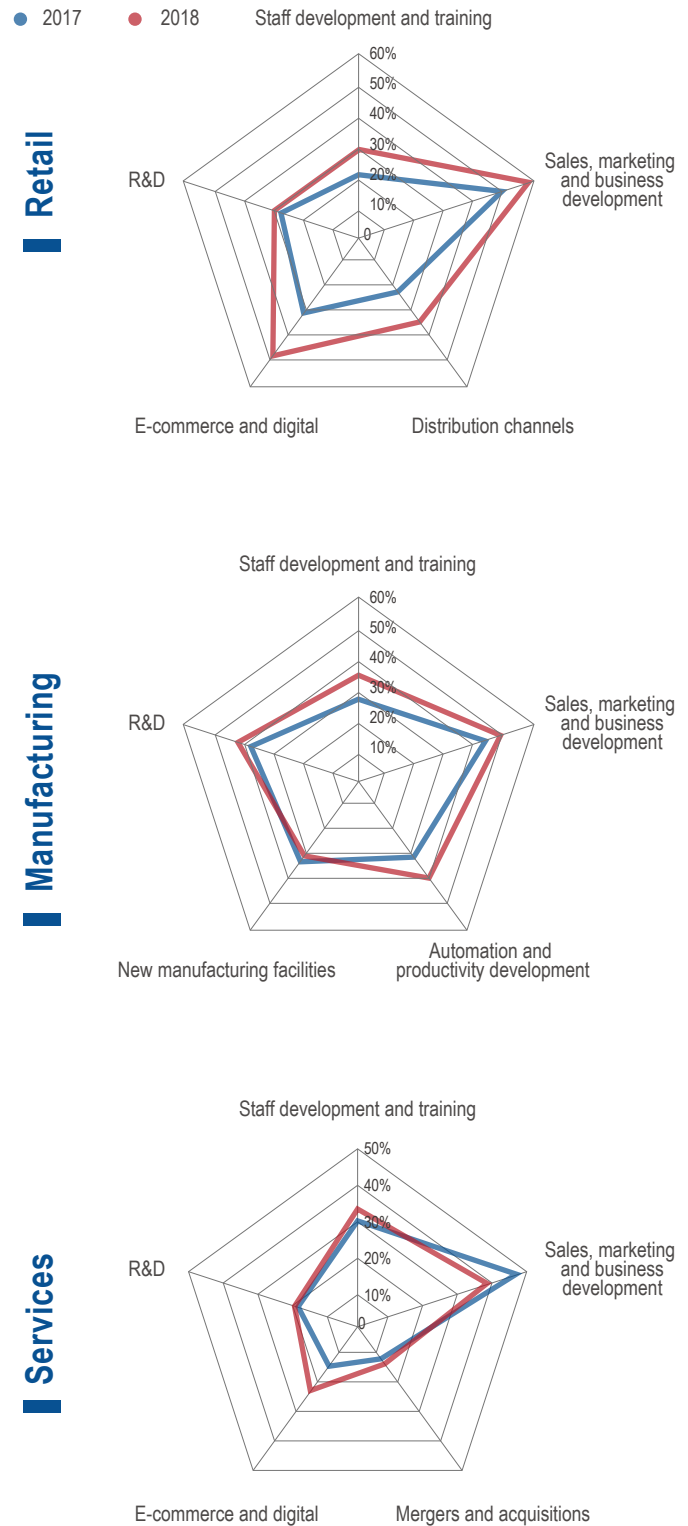 2017
2018
Staff development and training
Retail
60%
50%
40%
30%
20%
10%
0
Sales, marketing
and business
development
R&D
E-commerce and digital
Distribution channels
Staff development and training
Manufacturing
60%
50%
40%
30%
20%
10%
Sales, marketing
and business
development
R&D
New manufacturing facilities
Automation and
productivity development
Staff development and training
Services
50%
40%
30%
20%
10%
0
Sales, marketing
and business
development
R&D
E-commerce and digital
Mergers and acquisitions